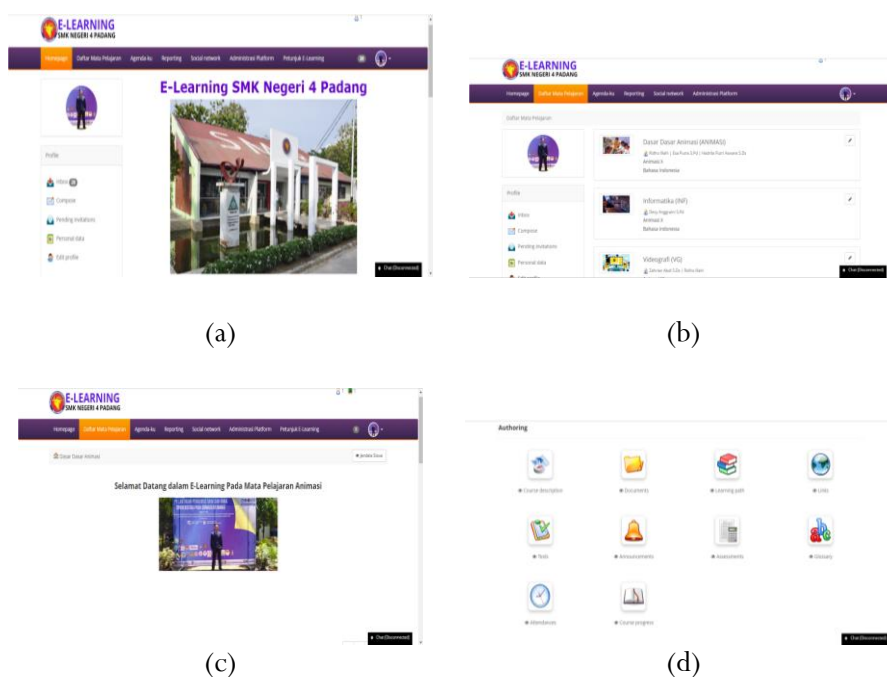 E-LEARNING
SMK NEGERI 4 PADANG
Homepage Daftar Mata Pelajaran Agenda-ku Reporting Social network Administrasi Platform Petunjuk E-Learning
E-Learning SMK Negeri 4 Padang
Profile
Inbox
Compose
Pending invitations
Personal data
Edit profile
Chat (Disconnected)
(a)
E-LEARNING
SMK NEGERI 4 PADANG
Homepage Daftar Mata Pelajaran Agenda-ku Reporting Social network Administrasi Platform
Daftar Mata Pelajaran
Dasar Dasar Animasi (ANIMASI)
Animasi X
Bahasa Indonesia
Profile
Inbox
Compose
Pending invitations
Personal data
Informatika (INF)
Animasi X
Bahasa Indonesia
Videografi (VG)
Chat (Disconnected)
(b)
E-LEARNING
SMK NEGERI 4 PADANG
Homepage Daftar Mata Pelajaran Agenda-ku Reporting Social network Administrasi Platform Petunjuk E-Learning
Dasar Dasar Animasi
Selamat Datang dalam E-Learning Pada Mata Pelajaran Animasi
Chat (Disconnected)
(c)
Authoring
Course description Documents Learning path Links
Tests Announcements Assessments Glossary
Attendances Course progress
Chat (Disconnected)
(d)